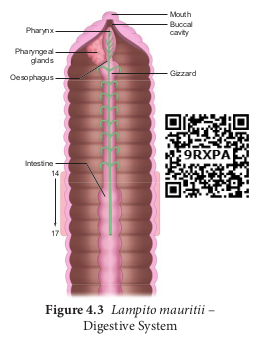 Mouth
Buccal
cavity
Pharynx
Pharyngeal
glands
Oesophagus
Gizzard
9RXPA
Intestine
14
17
Figure 4.3 Lampito mauritii –
Digestive System